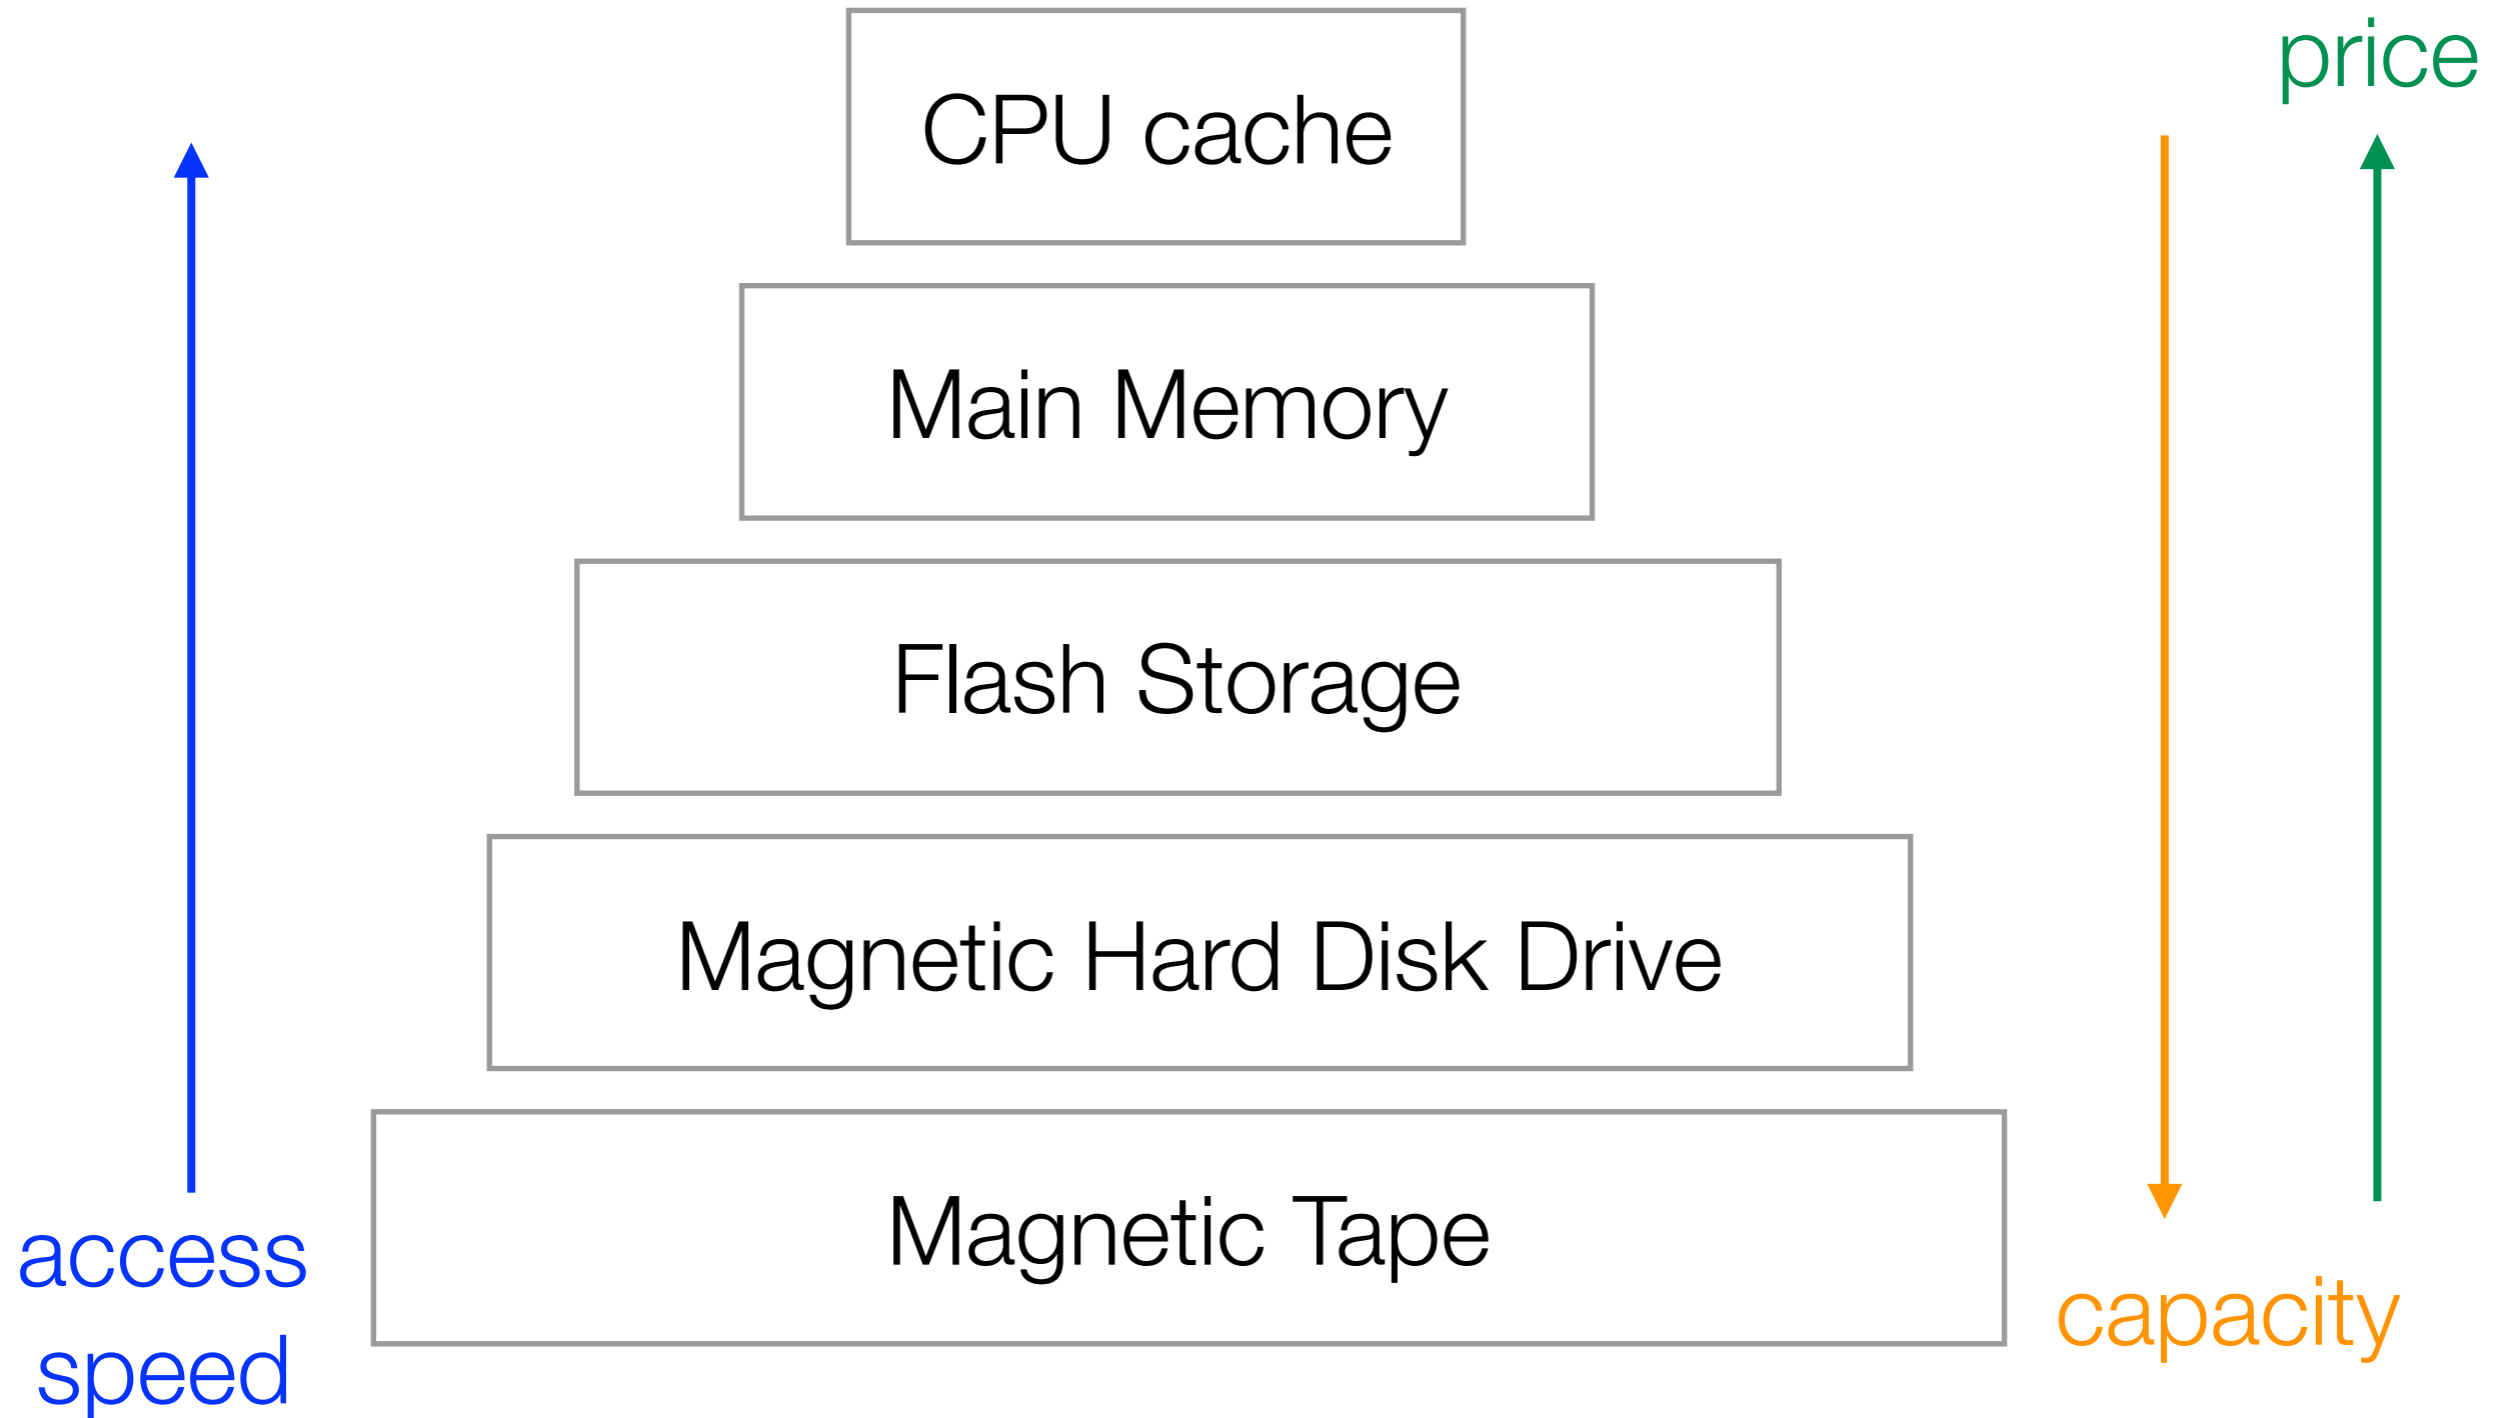 price
CPU cache
Main Memory
Flash Storage
Magnetic Hard Disk Drive
Magnetic Tape
access
speed
capacity